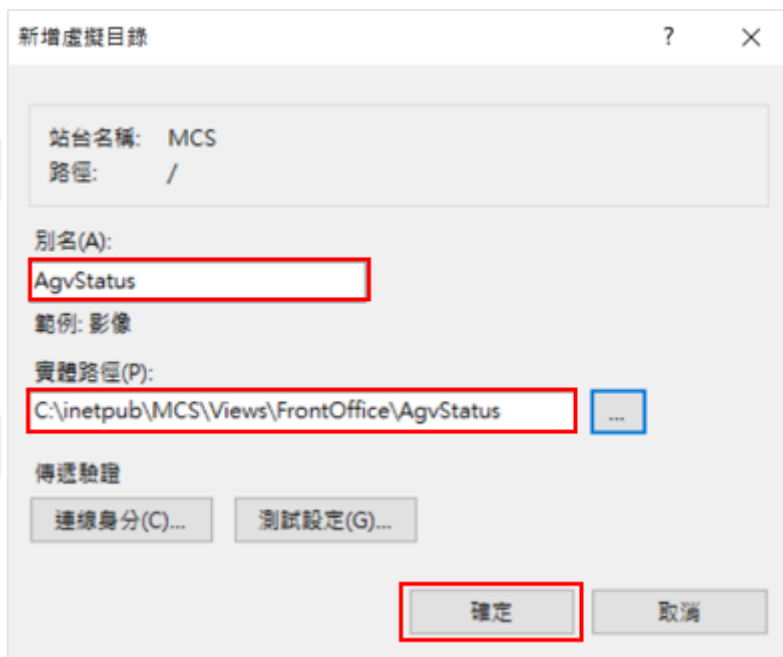 新增虛擬目錄
?
站台名稱: MCS
路徑: /
別名(A):
AgvStatus
範例: 影像
實體路徑(P):
C:\inetpub\MCS\Views\FrontOffice\AgvStatus
...
傳遞驗證
連線身分(C)... 測試設定(G)...
確定 取消